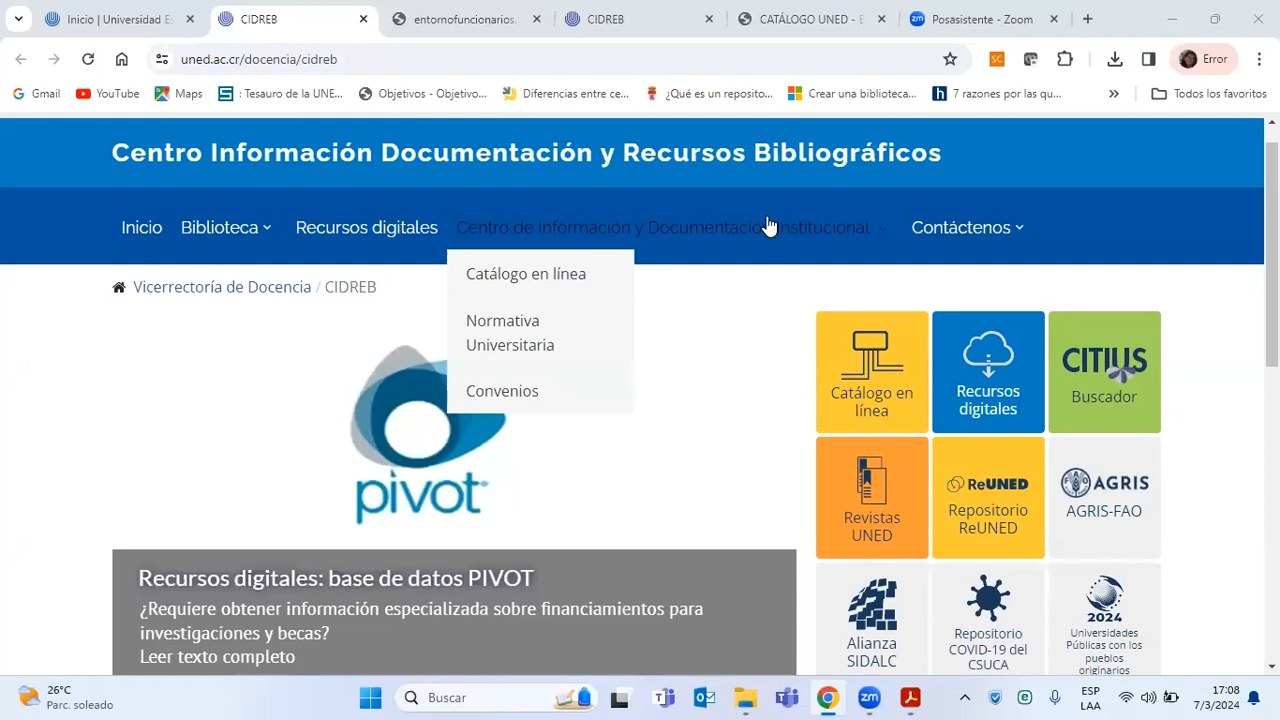 Inicio | Universidad E
CIDREB
entornofuncionarios.
CIDREB
CATÁLOGO UNED - E
zm Posasistente - Zoom
uned.ac.cr/docencia/cidreb
SC
Error
Gmail
YouTube
Maps
: Tesauro de la UNE...
Objetivos - Objetivo...
Diferencias entre ce...
¿Qué es un reposito...
Crear una biblioteca...
h 7 razones por las qu...
»
Todos los favoritos
Centro Información Documentación y Recursos Bibliográficos
Inicio
Biblioteca
Recursos digitales
Centro de Información y Documentación Institucional
Contáctenos
Catálogo en línea
Normativa
Universitaria
Convenios
Vicerrectoría de Docencia / CIDREB
pivot
Recursos digitales: base de datos PIVOT
¿Requiere obtener información especializada sobre financiamientos para
investigaciones y becas?
Leer texto completo
Catálogo en
línea
Recursos
digitales
CITIUS
Buscador
Revistas
UNED
ReUNED
Repositorio
ReUNED
FAO
AGRIS
AGRIS-FAO
Alianza
SIDALC
Repositorio
COVID-19 del
CSUCA
2024
Universidades
Públicas con los
pueblos
originarios
26°C
Parc. soleado
Buscar
zm
ESP
LAA
17:08
7/3/2024